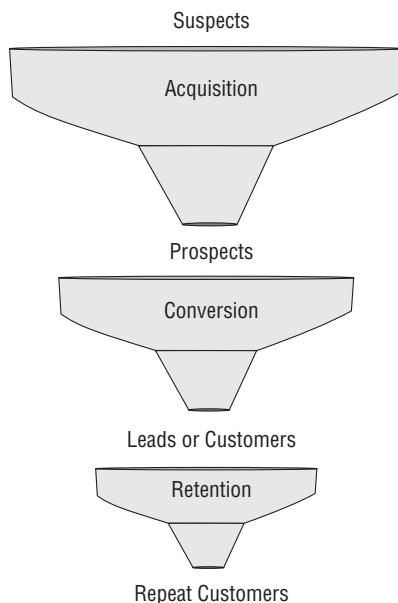 Suspects
Acquisition
Prospects
Conversion
Leads or Customers
Retention
Repeat Customers